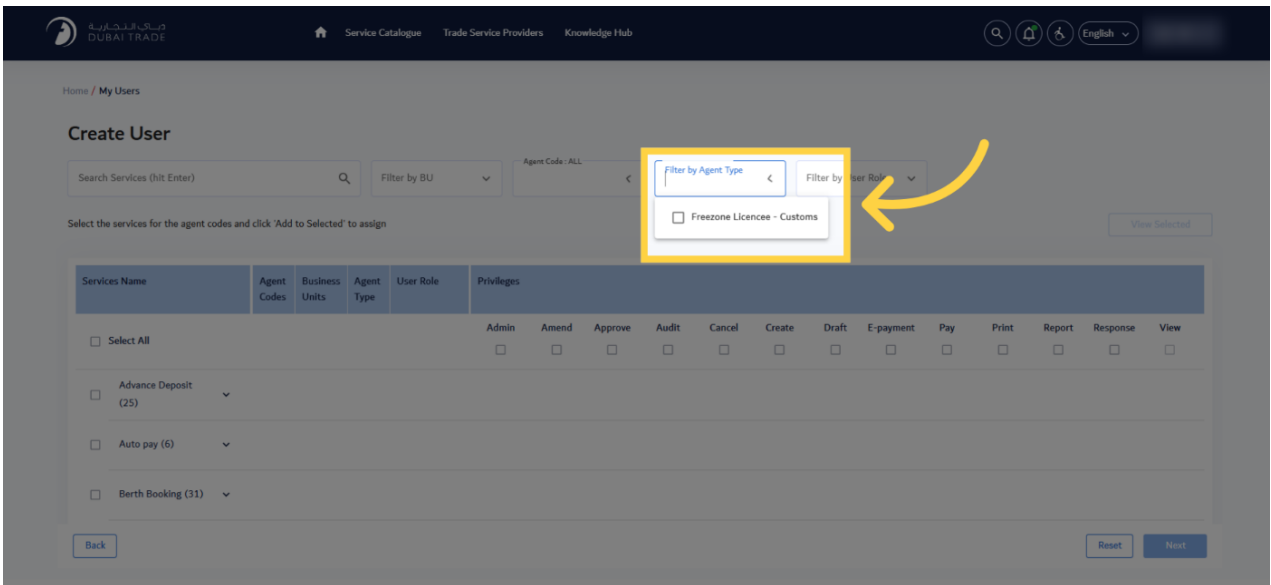 دبي التجارية
DUBAI TRADE
Service Catalogue
Trade Service Providers
Knowledge Hub
English
Home / My Users
Create User
Search Services (hit Enter)
Filter by BU
Agent Code : ALL
Filter by Agent Type
Filter by User Role
Freezone Licencee - Customs
Select the services for the agent codes and click 'Add to Selected' to assign
View Selected
Services Name
Agent Codes
Business Units
Agent Type
User Role
Privileges
Select All
Admin
Amend
Approve
Audit
Cancel
Create
Draft
E-payment
Pay
Print
Report
Response
View
Advance Deposit
(25)
Auto pay (6)
Berth Booking (31)
Back
Reset
Next